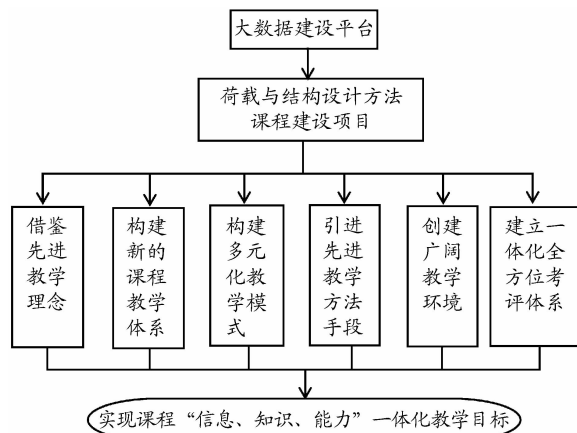 大数据建设平台
荷载与结构设计方法
课程建设项目
借鉴
先进
教学
理念
构建
新的
课程
教学
体系
构建
多元
化教
学模
式
引进
先进
教学
方法
手段
创建
广阔
教学
环境
建立一
体化全
方位考
评体系
实现课程“信息、知识、能力”一体化教学目标